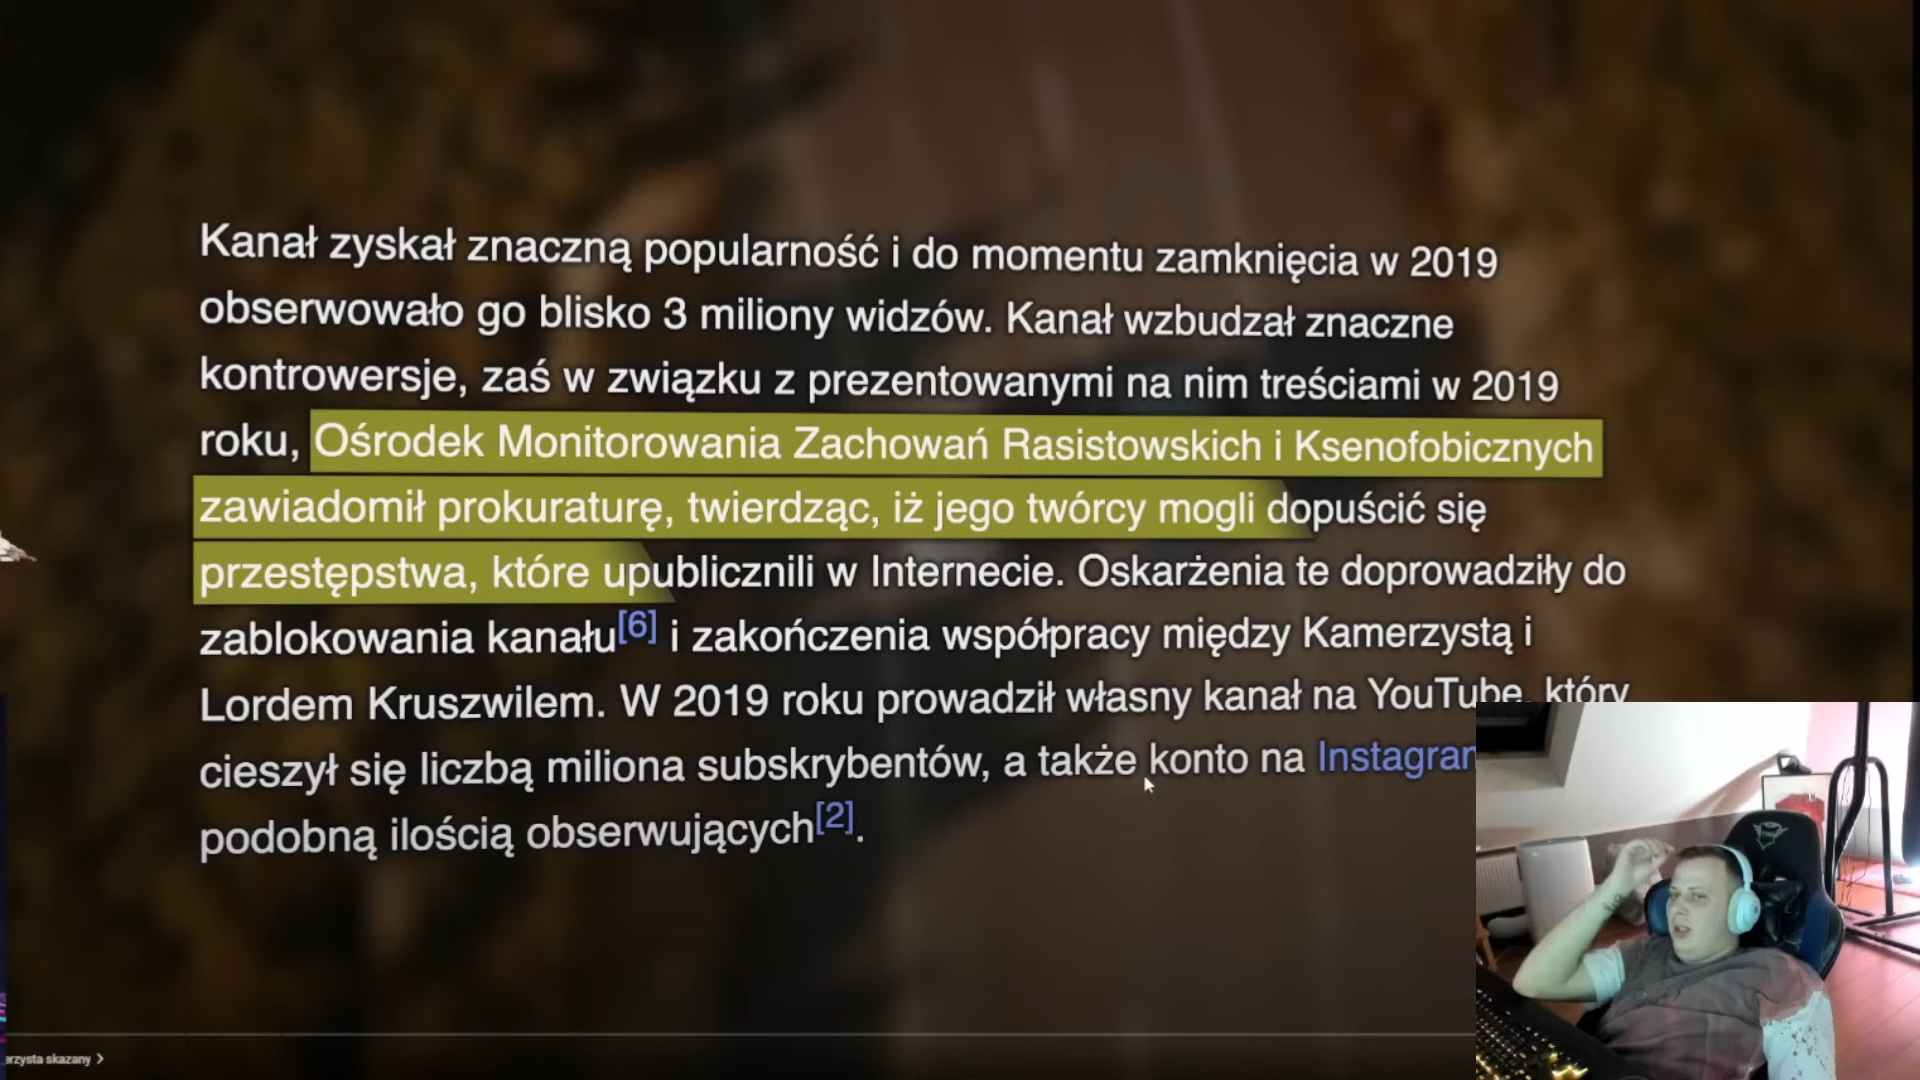 Kanał zyskał znaczną popularność i do momentu zamknięcia w 2019
obserwowało go blisko 3 miliony widzów. Kanał wzbudzał znaczne
kontrowersje, zaś w związku z prezentowanymi na nim treściami w 2019
roku, Ośrodek Monitorowania Zachowań Rasistowskich i Ksenofobicznych
zawiadomił prokuraturę, twierdząc, iż jego twórcy mogli dopuścić się
przestępstwa, które upublicznili w Internecie. Oskarżenia te doprowadziły do
zablokowania kanału[6] i zakończenia współpracy między Kamerzystą i
Lordem Kruszwilem. W 2019 roku prowadził własny kanał na YouTube, który
cieszył się liczbą miliona subskrybentów, a także konto na Instagram
podobną ilością obserwujących[2].
erzysta skazany >